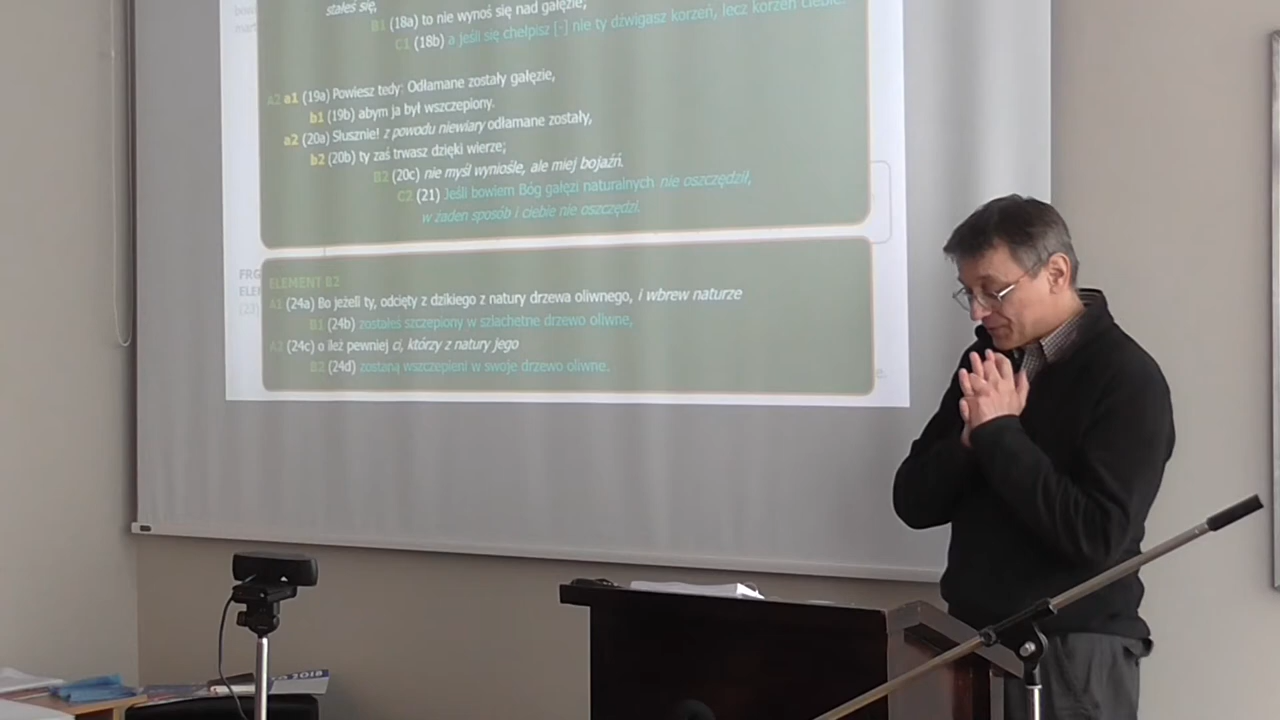 stałeś się,
B1 (18a) to nie wynoś się nad gałęzie,
C1 (18b) a jeśli się chełpisz [-] nie ty dźwigasz korzeń, lecz korzeń ciebie.
A2 a1 (19a) Powiesz tedy: Odłamane zostały gałęzie,
b1 (19b) abym ja był wszczepiony.
a2 (20a) Słusznie! z powodu niewiary odłamane zostały,
b2 (20b) ty zaś trwasz dzięki wierze;
B2 (20c) nie myśl wyniośle, ale miej bojaźń.
C2 (21) Jeśli bowiem Bóg gałęzi naturalnych nie oszczędził,
w żaden sposób i ciebie nie oszczędzi.
ELEMENT B2
A1 (24a) Bo jeżeli ty, odcięty z dzikiego z natury drzewa oliwnego, i wbrew naturze
B1 (24b) zostałeś szczepiony w szlachetne drzewo oliwne,
A2 (24c) o ileż pewniej ci, którzy z natury jego
B2 (24d) zostaną wszczepieni w swoje drzewo oliwne.
2018